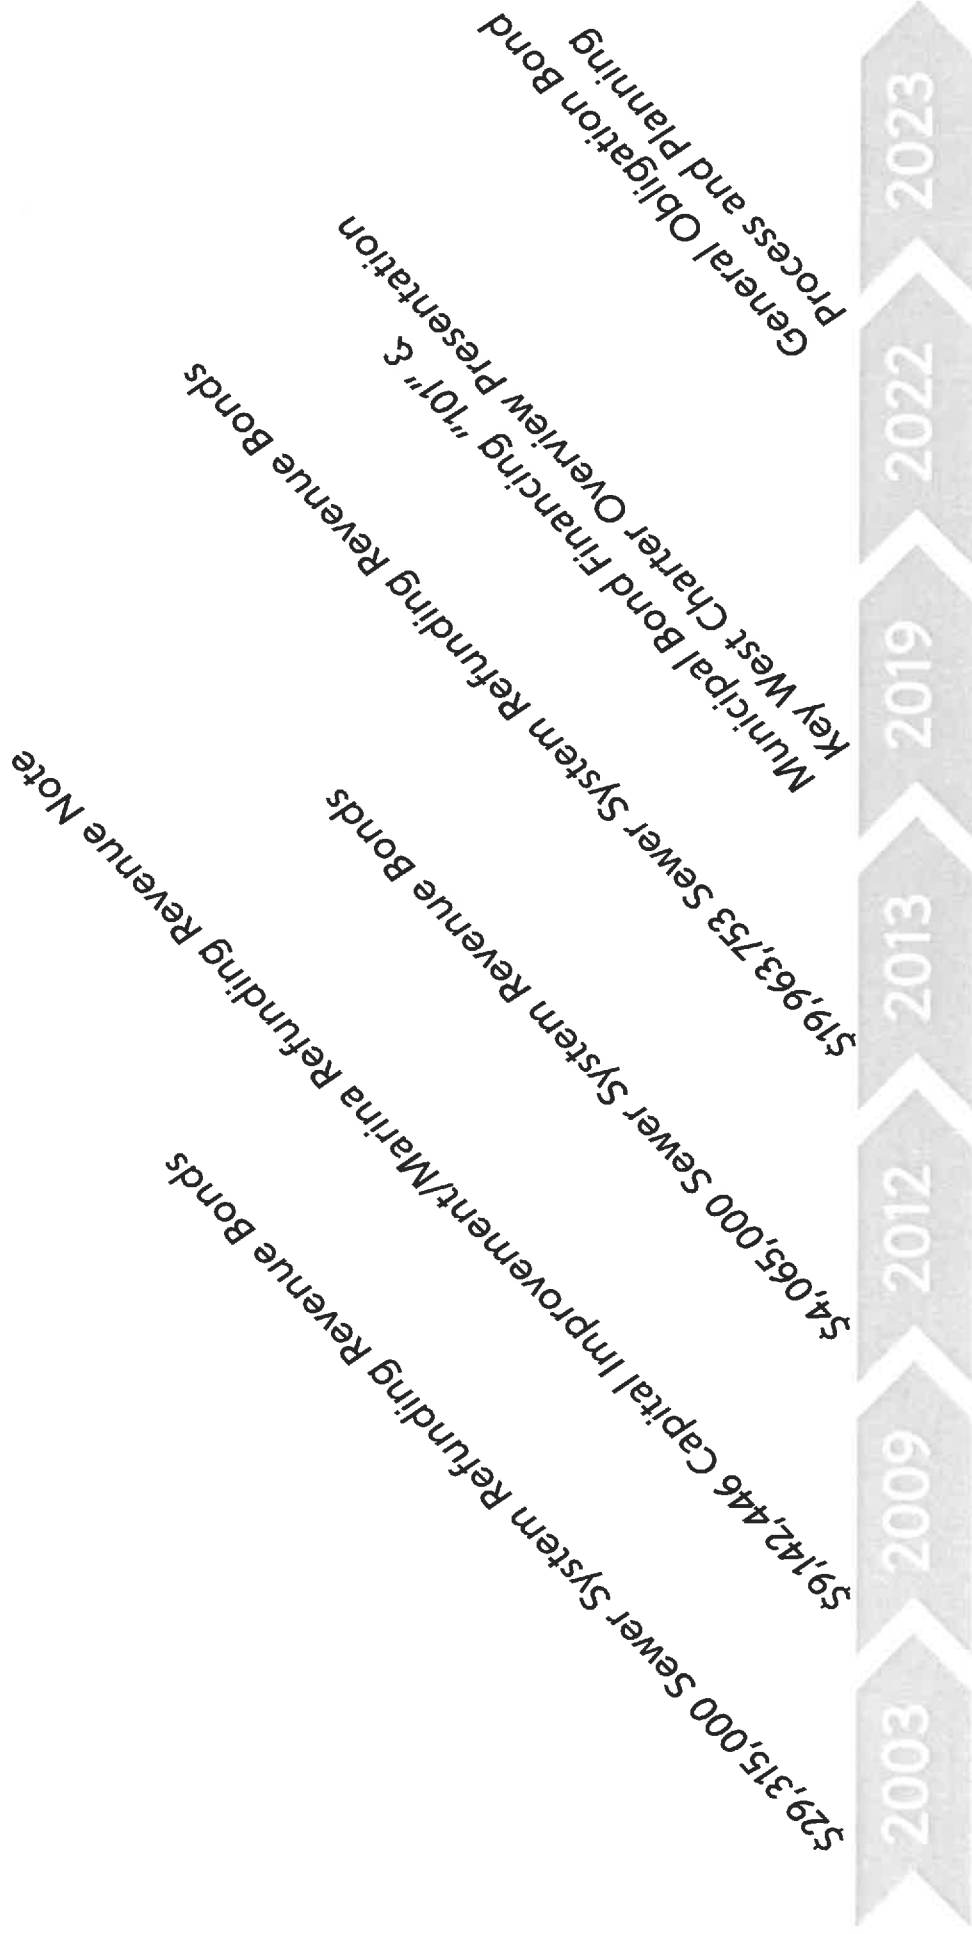 $29,315,000 Sewer System Refunding Revenue Bonds
$9,142,446 Capital Improvement/Marina Refunding Revenue Note
$4,065,000 Sewer System Revenue Bonds
$19,963,753 Sewer System Refunding Revenue Bonds
Municipal Bond Financing "101" &
Key West Charter Overview Presentation
General Obligation Bond
Process and Planning
2003
2009
2012
2013
2019
2022
2023